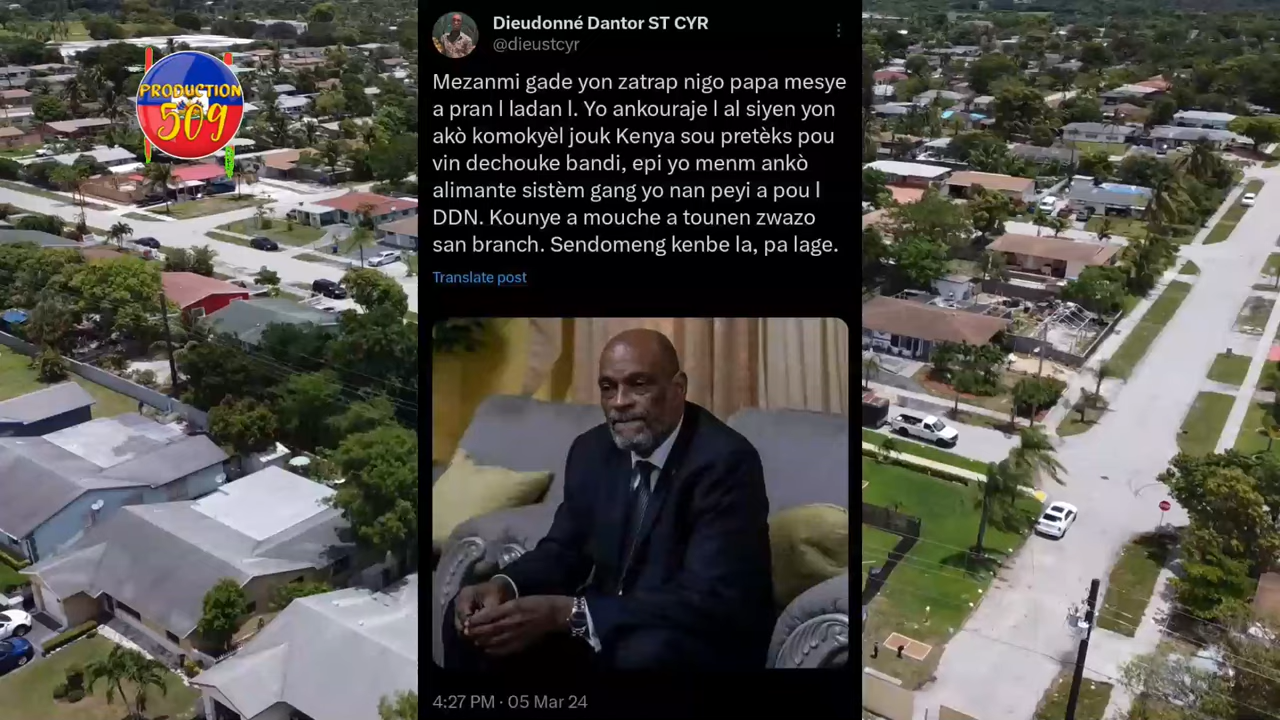 PRODUCTION
509
Dieudonné Dantor ST CYR
@dieustcyr
Mezanmi gade yon zatrap nigo papa mesye
a pran l ladan l. Yo ankouraje l al siyen yon
akò komokyèl jouk Kenya sou pretèks pou
vin dechouke bandi, epi yo menm ankò
alimante sistèm gang yo nan peyi a pou l
DDN. Kounye a mouche a tounen zwazo
san branch. Sendomeng kenbe la, pa lage.
Translate post
4:27 PM · 05 Mar 24